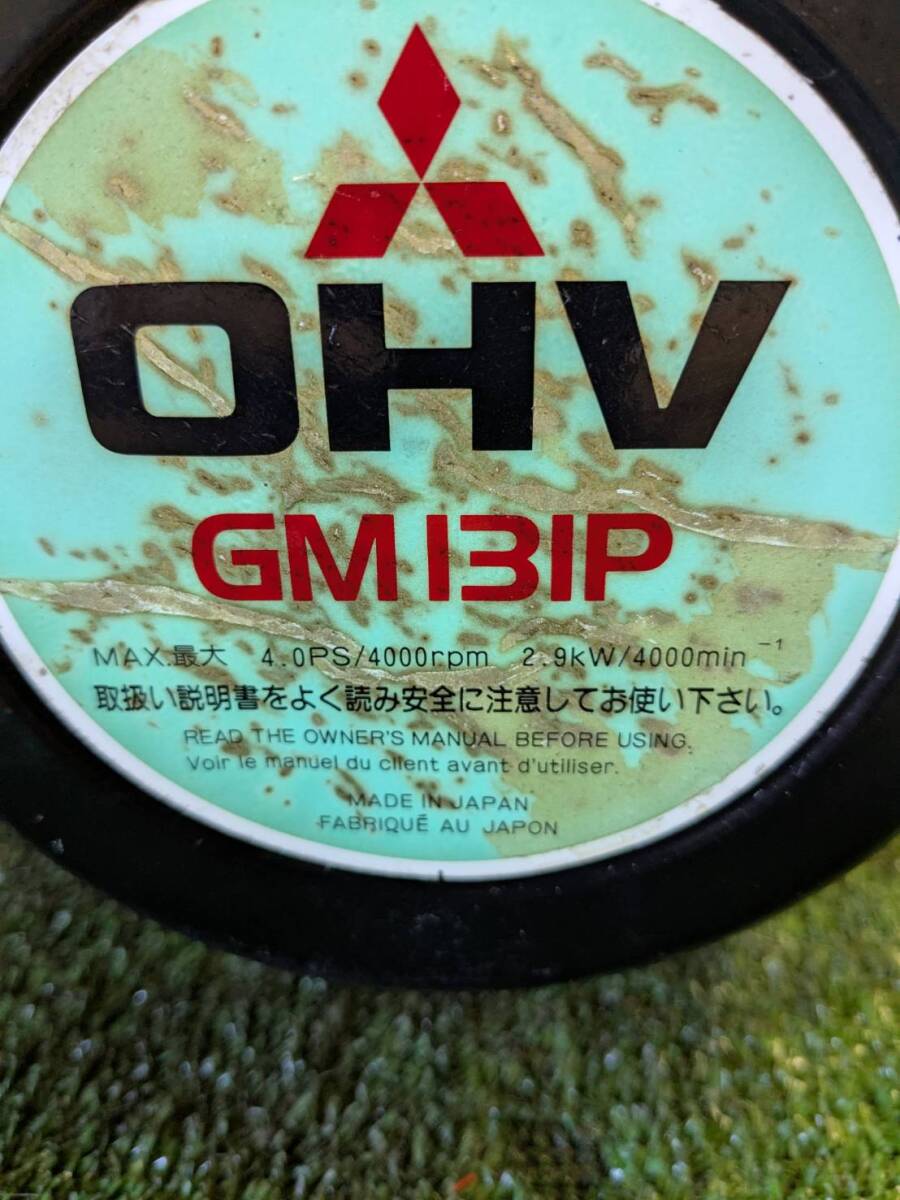 OHV
GM131P
MAX.最大 4.0PS/4000rpm 2.9kW/4000min⁻¹
取扱い説明書をよく読み安全に注意してお使い下さい。
READ THE OWNER'S MANUAL BEFORE USING.
Voir le manuel du client avant d'utiliser.
MADE IN JAPAN
FABRIQUÉ AU JAPON